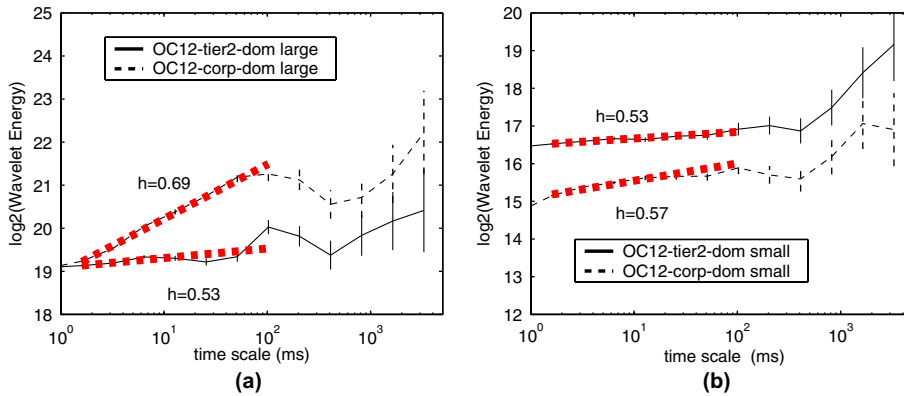 25
24
23
22
21
20
19
18
log2(Wavelet Energy)
OC12-tier2-dom large
OC12-corp-dom large
h=0.69
h=0.53
10^0
10^1
10^2
10^3
time scale (ms)
(a)
20
19
18
17
16
15
14
13
12
log2(Wavelet Energy)
h=0.53
h=0.57
OC12-tier2-dom small
OC12-corp-dom small
10^0
10^1
10^2
10^3
time scale (ms)
(b)